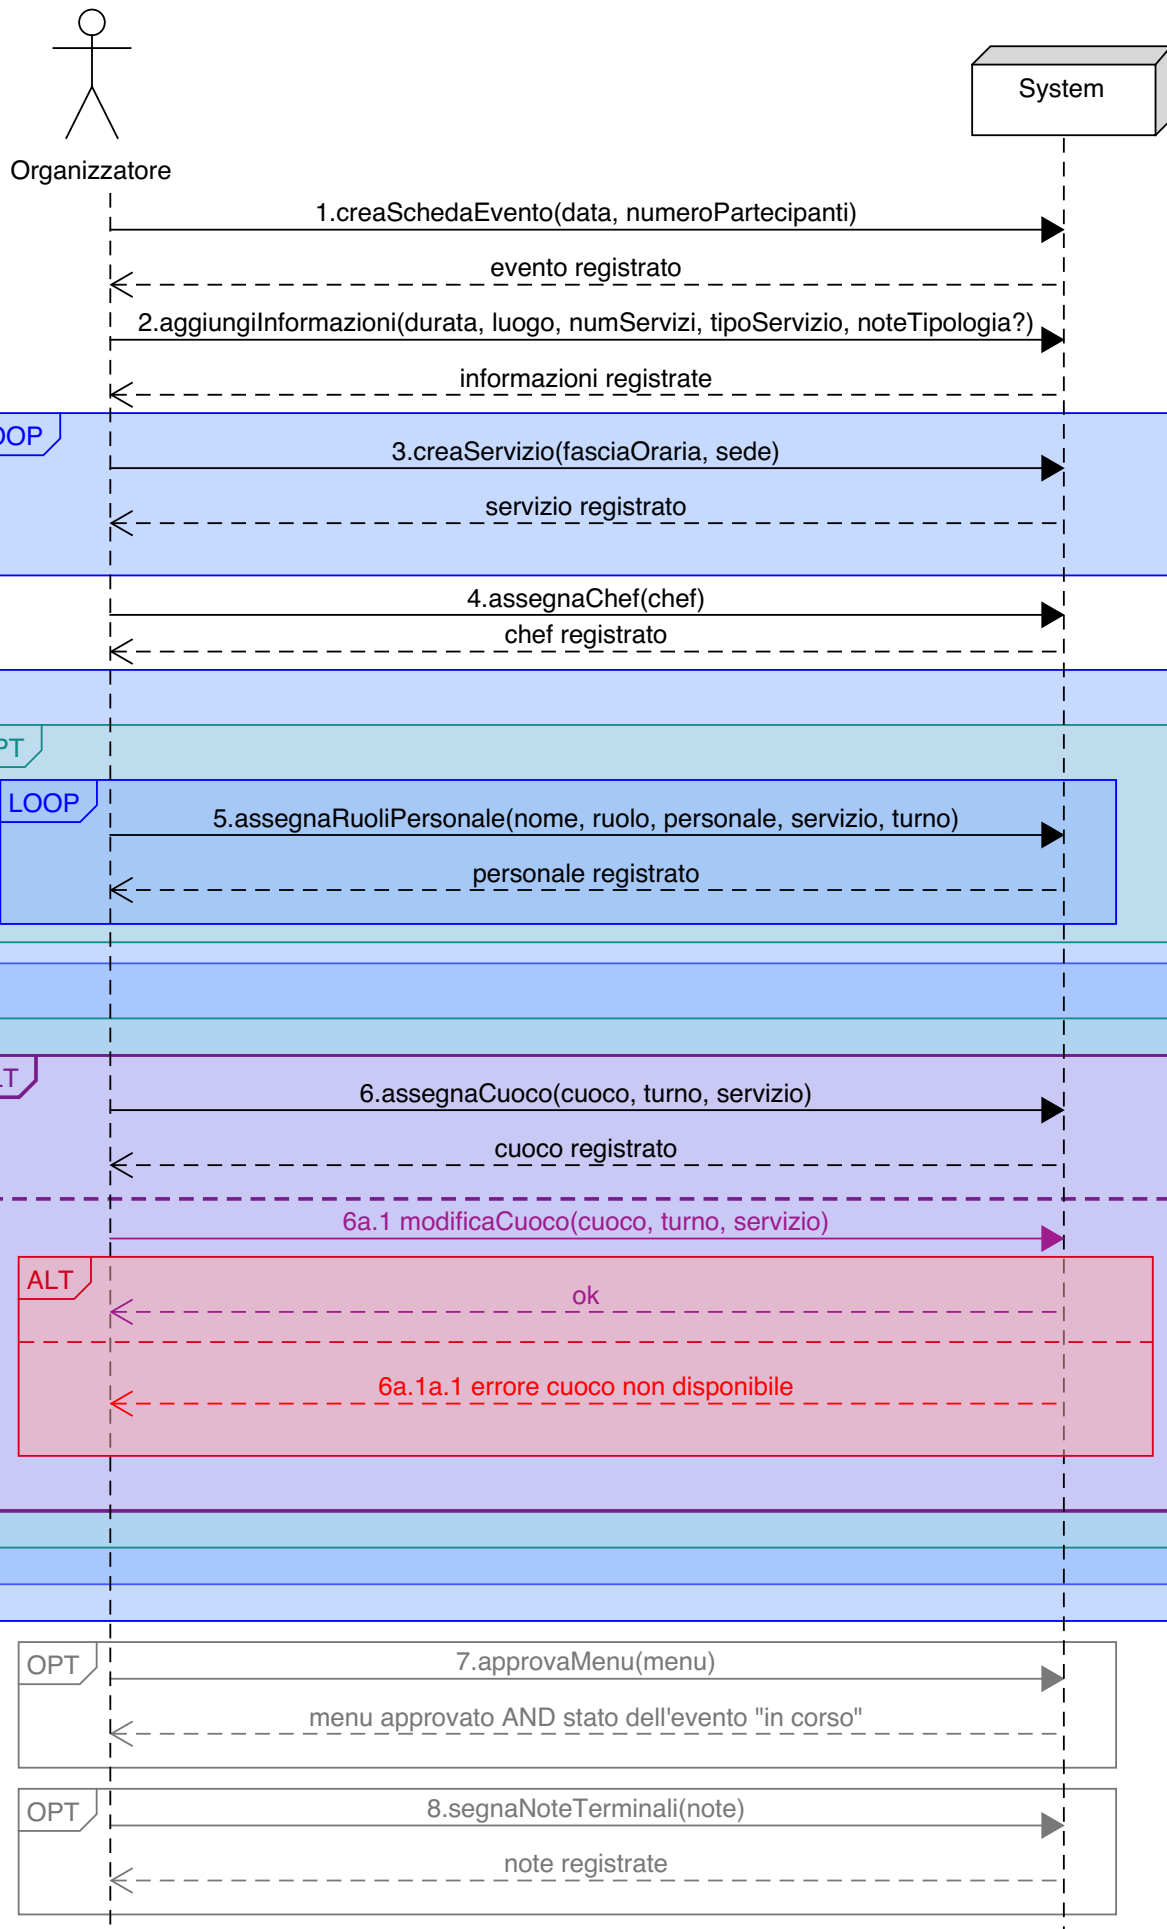 System
Organizzatore
1.creaSchedaEvento(data, numeroPartecipanti)
evento registrato
2.aggiungiInformazioni(durata, luogo, numServizi, tipoServizio, noteTipologia?)
informazioni registrate
OOP
3.creaServizio(fasciaOraria, sede)
servizio registrato
4.assegnaChef(chef)
chef registrato
PT
LOOP
5.assegnaRuoliPersonale(nome, ruolo, personale, servizio, turno)
personale registrato
LT
6.assegnaCuoco(cuoco, turno, servizio)
cuoco registrato
6a.1 modificaCuoco(cuoco, turno, servizio)
ALT
ok
6a.1a.1 errore cuoco non disponibile
OPT
7.approvaMenu(menu)
menu approvato AND stato dell'evento "in corso"
OPT
8.segnaNoteTerminali(note)
note registrate